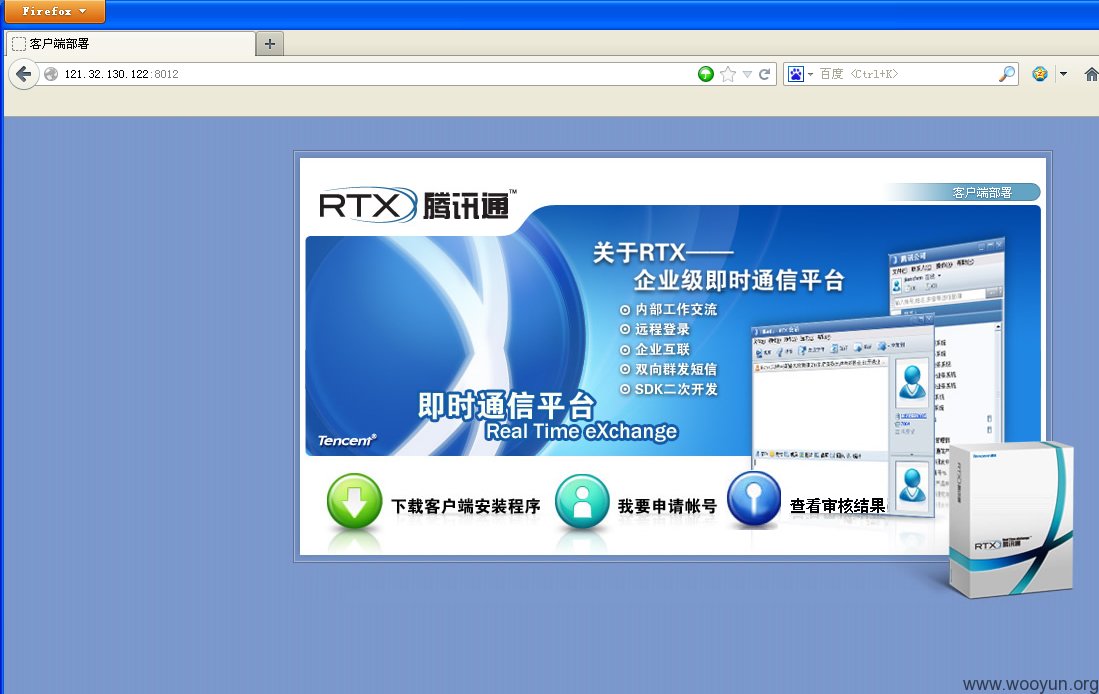 Firefox
客户端部署
121.32.130.122:8012
百度 <Ctrl+K>
客户端部署
RTX 腾讯通™
关于RTX——
企业级即时通信平台
内部工作交流
远程登录
企业互联
双向群发短信
SDK二次开发
即时通信平台
Real Time eXchange
Tencent®
下载客户端安装程序
我要申请帐号
查看审核结果
RTX 腾讯通
www.wooyun.org